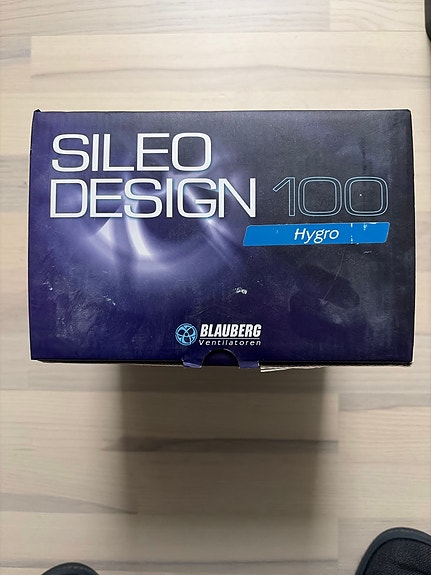 SILEO
DESIGN 100
Hygro
BLAUBERG
Ventilatoren